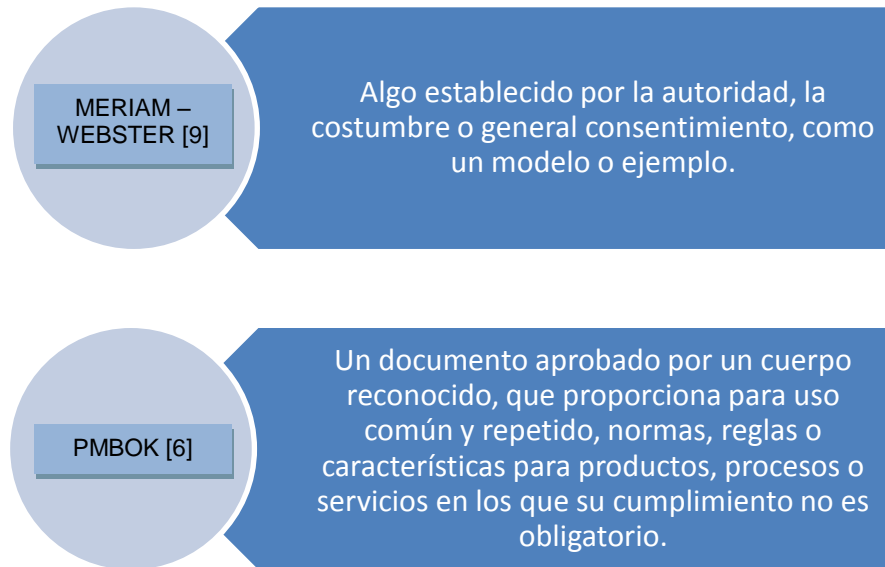 MERIAM –
WEBSTER [9]
Algo establecido por la autoridad, la
costumbre o general consentimiento, como
un modelo o ejemplo.
PMBOK [6]
Un documento aprobado por un cuerpo
reconocido, que proporciona para uso
común y repetido, normas, reglas o
características para productos, procesos o
servicios en los que su cumplimiento no es
obligatorio.